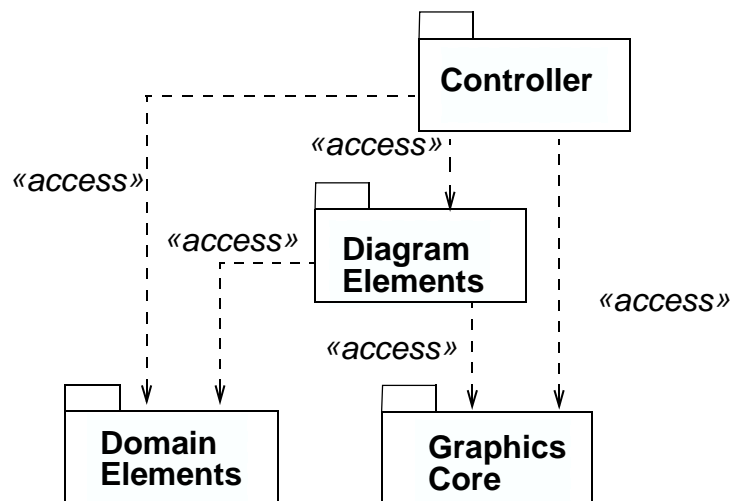 Controller
«access»
«access»
«access»
Diagram
Elements
«access»
«access»
Domain
Elements
Graphics
Core